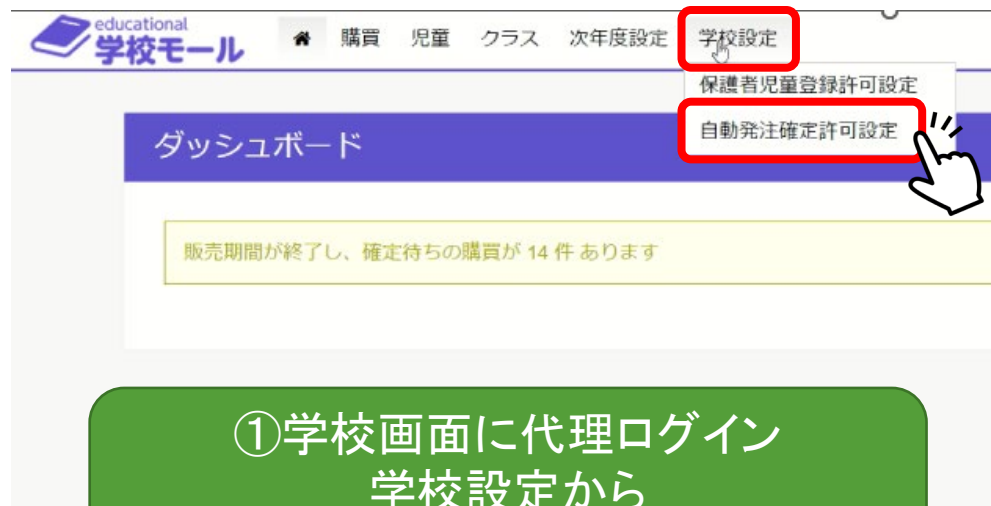 educational
学校モール
購買 児童 クラス 次年度設定 学校設定
保護者児童登録許可設定
自動発注確定許可設定
ダッシュボード
販売期間が終了し、確定待ちの購買が 14 件 あります
①学校画面に代理ログイン
学校設定から